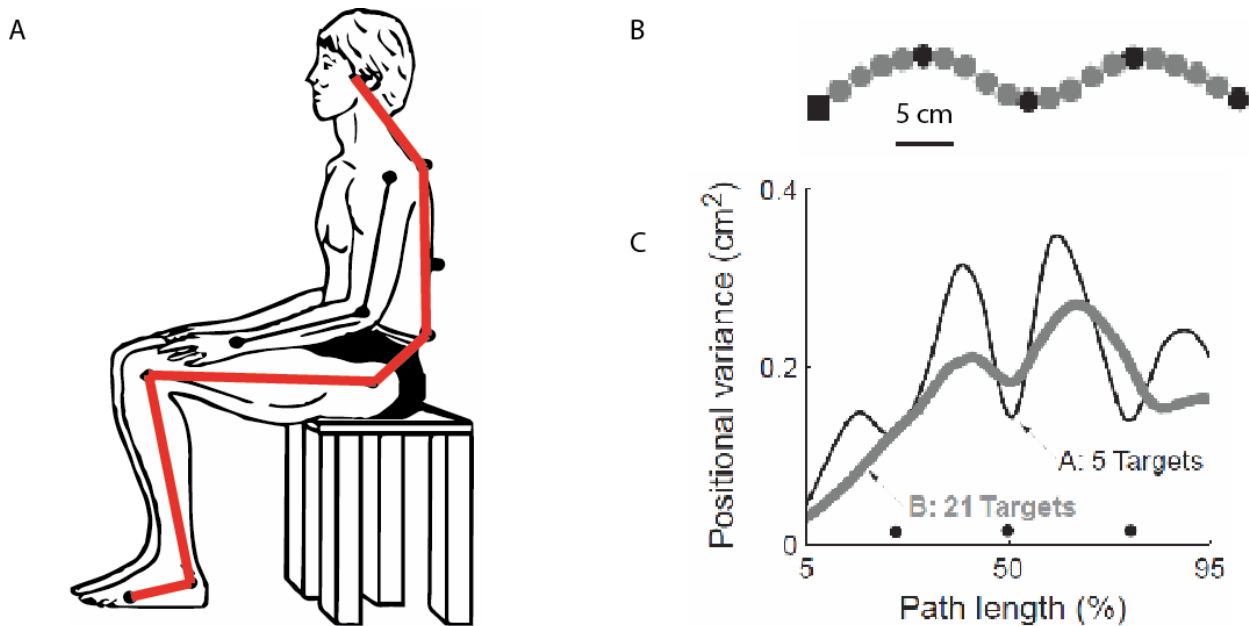 A
B
5 cm
C
Positional variance (cm²)
0.4
0.2
0
A: 5 Targets
B: 21 Targets
5
50
95
Path length (%)